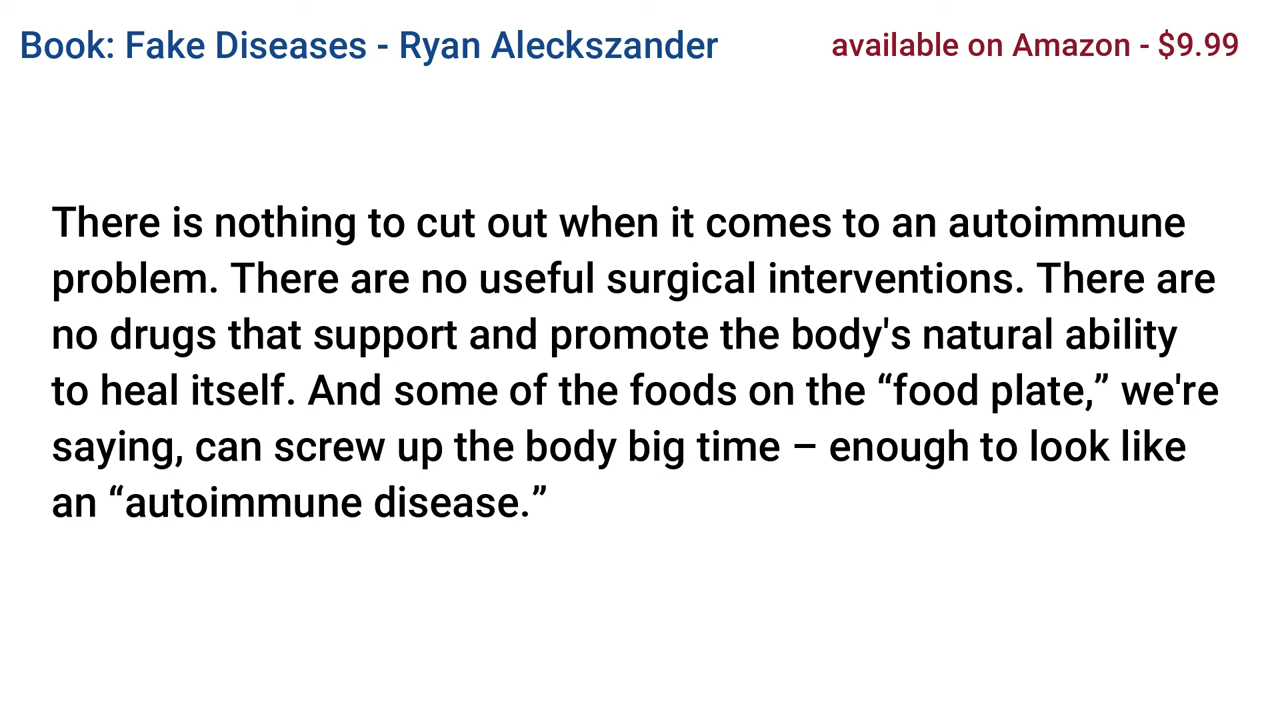 Book: Fake Diseases - Ryan Aleckszander
available on Amazon - $9.99
There is nothing to cut out when it comes to an autoimmune
problem. There are no useful surgical interventions. There are
no drugs that support and promote the body's natural ability
to heal itself. And some of the foods on the “food plate,” we're
saying, can screw up the body big time – enough to look like
an “autoimmune disease.”